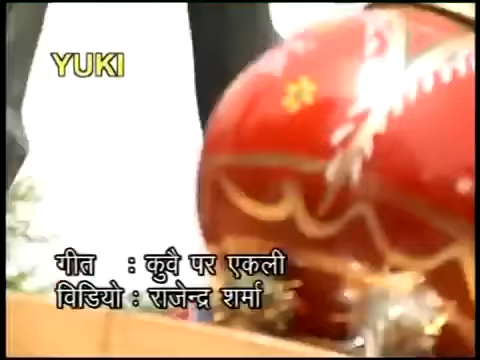 YUKI
गीत : कुवै पर एकली
विडियो : राजेन्द्र शर्मा